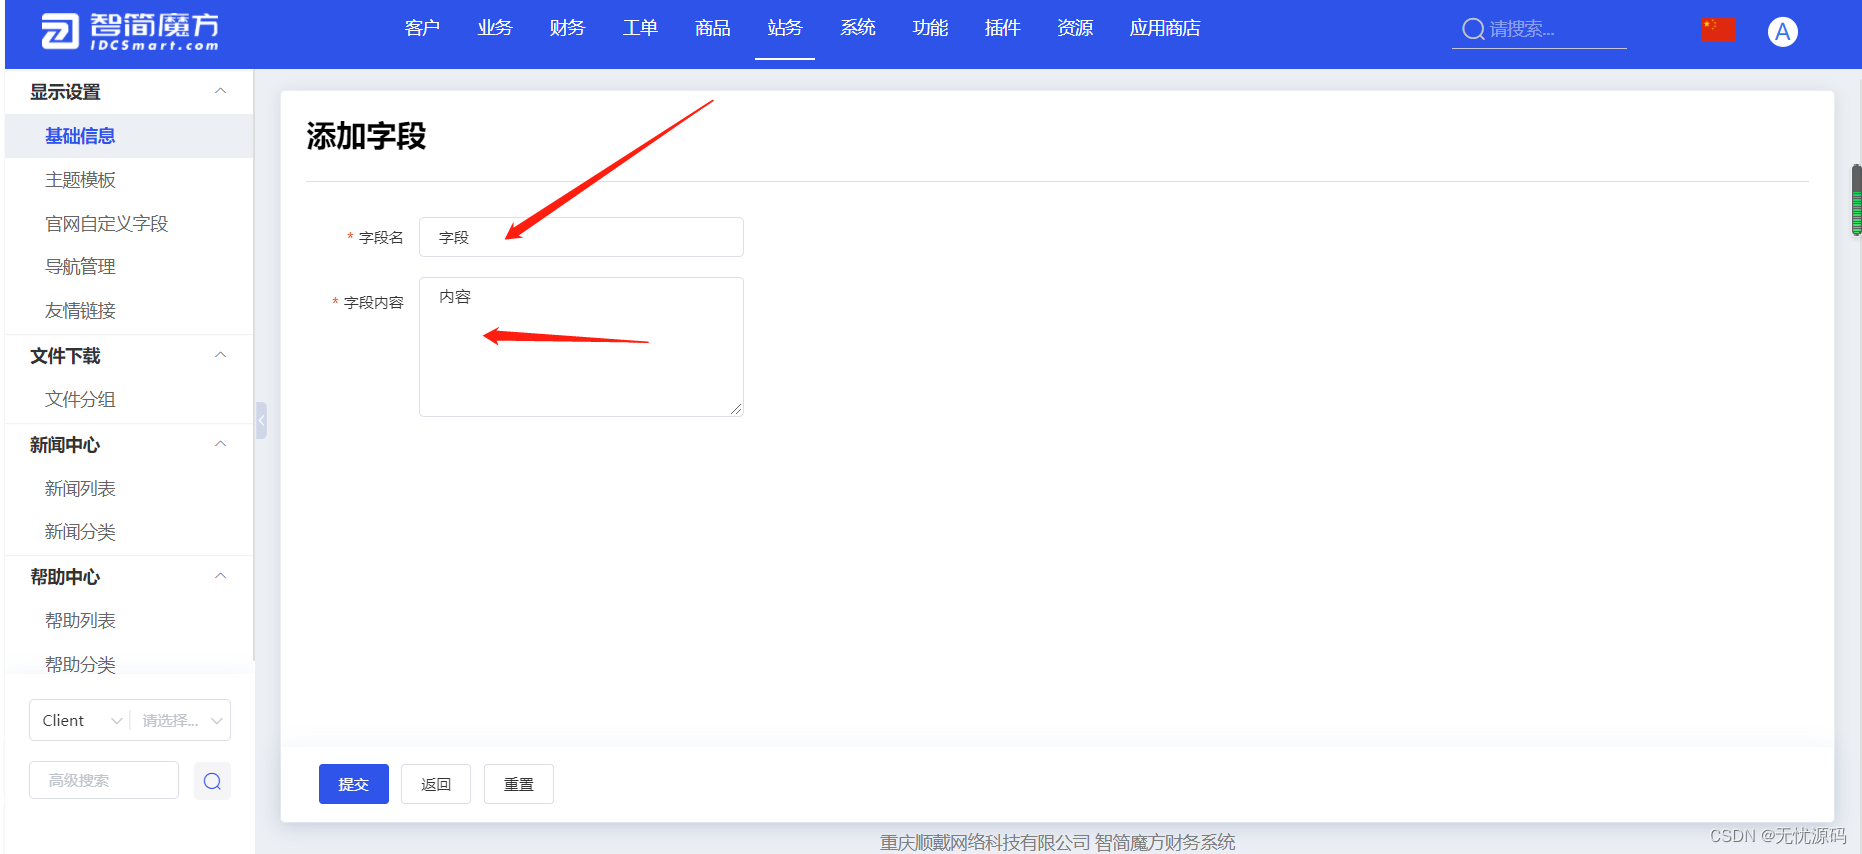 智简魔方
IDCSmart.com
客户 业务 财务 工单 商品 站务 系统 功能 插件 资源 应用商店
请搜索...
A
显示设置
基础信息
主题模板
官网自定义字段
导航管理
友情链接
文件下载
文件分组
新闻中心
新闻列表
新闻分类
帮助中心
帮助列表
帮助分类
Client 请选择...
高级搜索
添加字段
* 字段名 字段
* 字段内容 内容
提交 返回 重置
重庆顺戴网络科技有限公司 智简魔方财务系统
CSDN @无忧源码